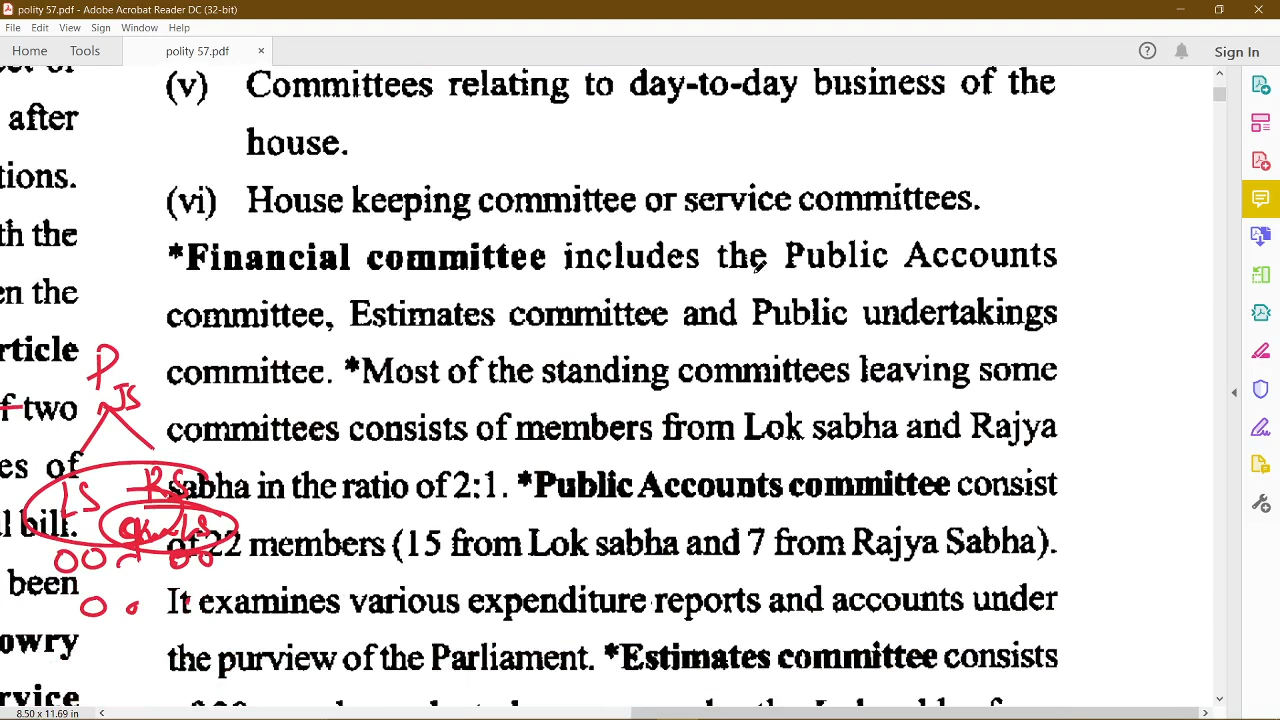 polity 57.pdf - Adobe Acrobat Reader DC (32-bit)
File Edit View Sign Window Help
Home Tools polity 57.pdf × Sign In
(v) Committees relating to day-to-day business of the
after house.
tions. (vi) House keeping committee or service committees.
th the *Financial committee includes the Public Accounts
en the committee, Estimates committee and Public undertakings
rticle committee. *Most of the standing committees leaving some
P
JS
f two committees consists of members from Lok sabha and Rajya
es of sabha in the ratio of 2:1. *Public Accounts committee consist
LS RS
l bill. of 22 members (15 from Lok sabha and 7 from Rajya Sabha).
been It examines various expenditure reports and accounts under
owry the purview of the Parliament. *Estimates committee consists
rvice
8.50 x 11.69 in